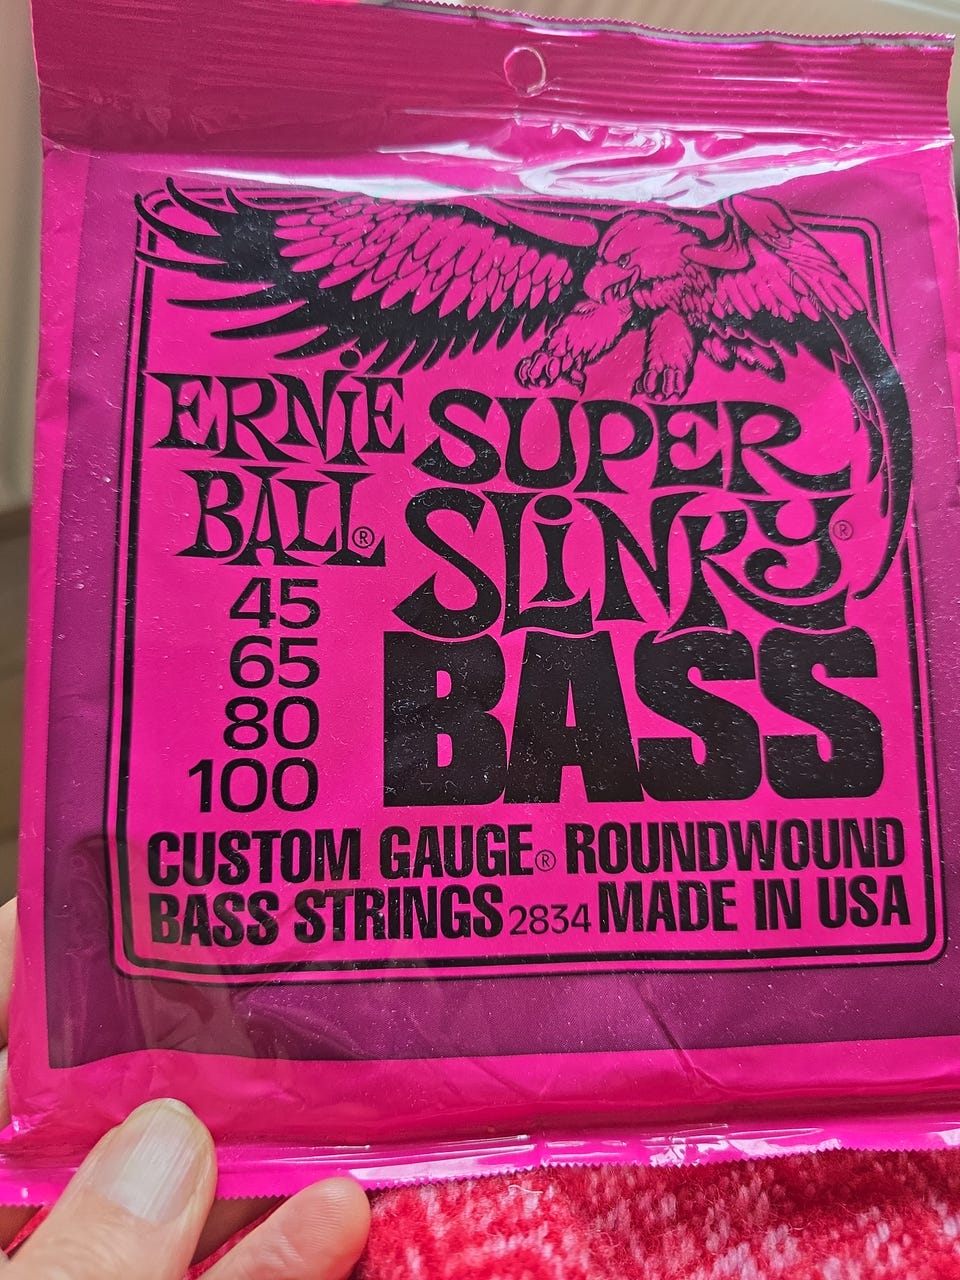 ERNIE
BALL®
SUPER
SLINKY®
BASS
45
65
80
100
CUSTOM GAUGE® ROUNDWOUND
BASS STRINGS 2834 MADE IN USA